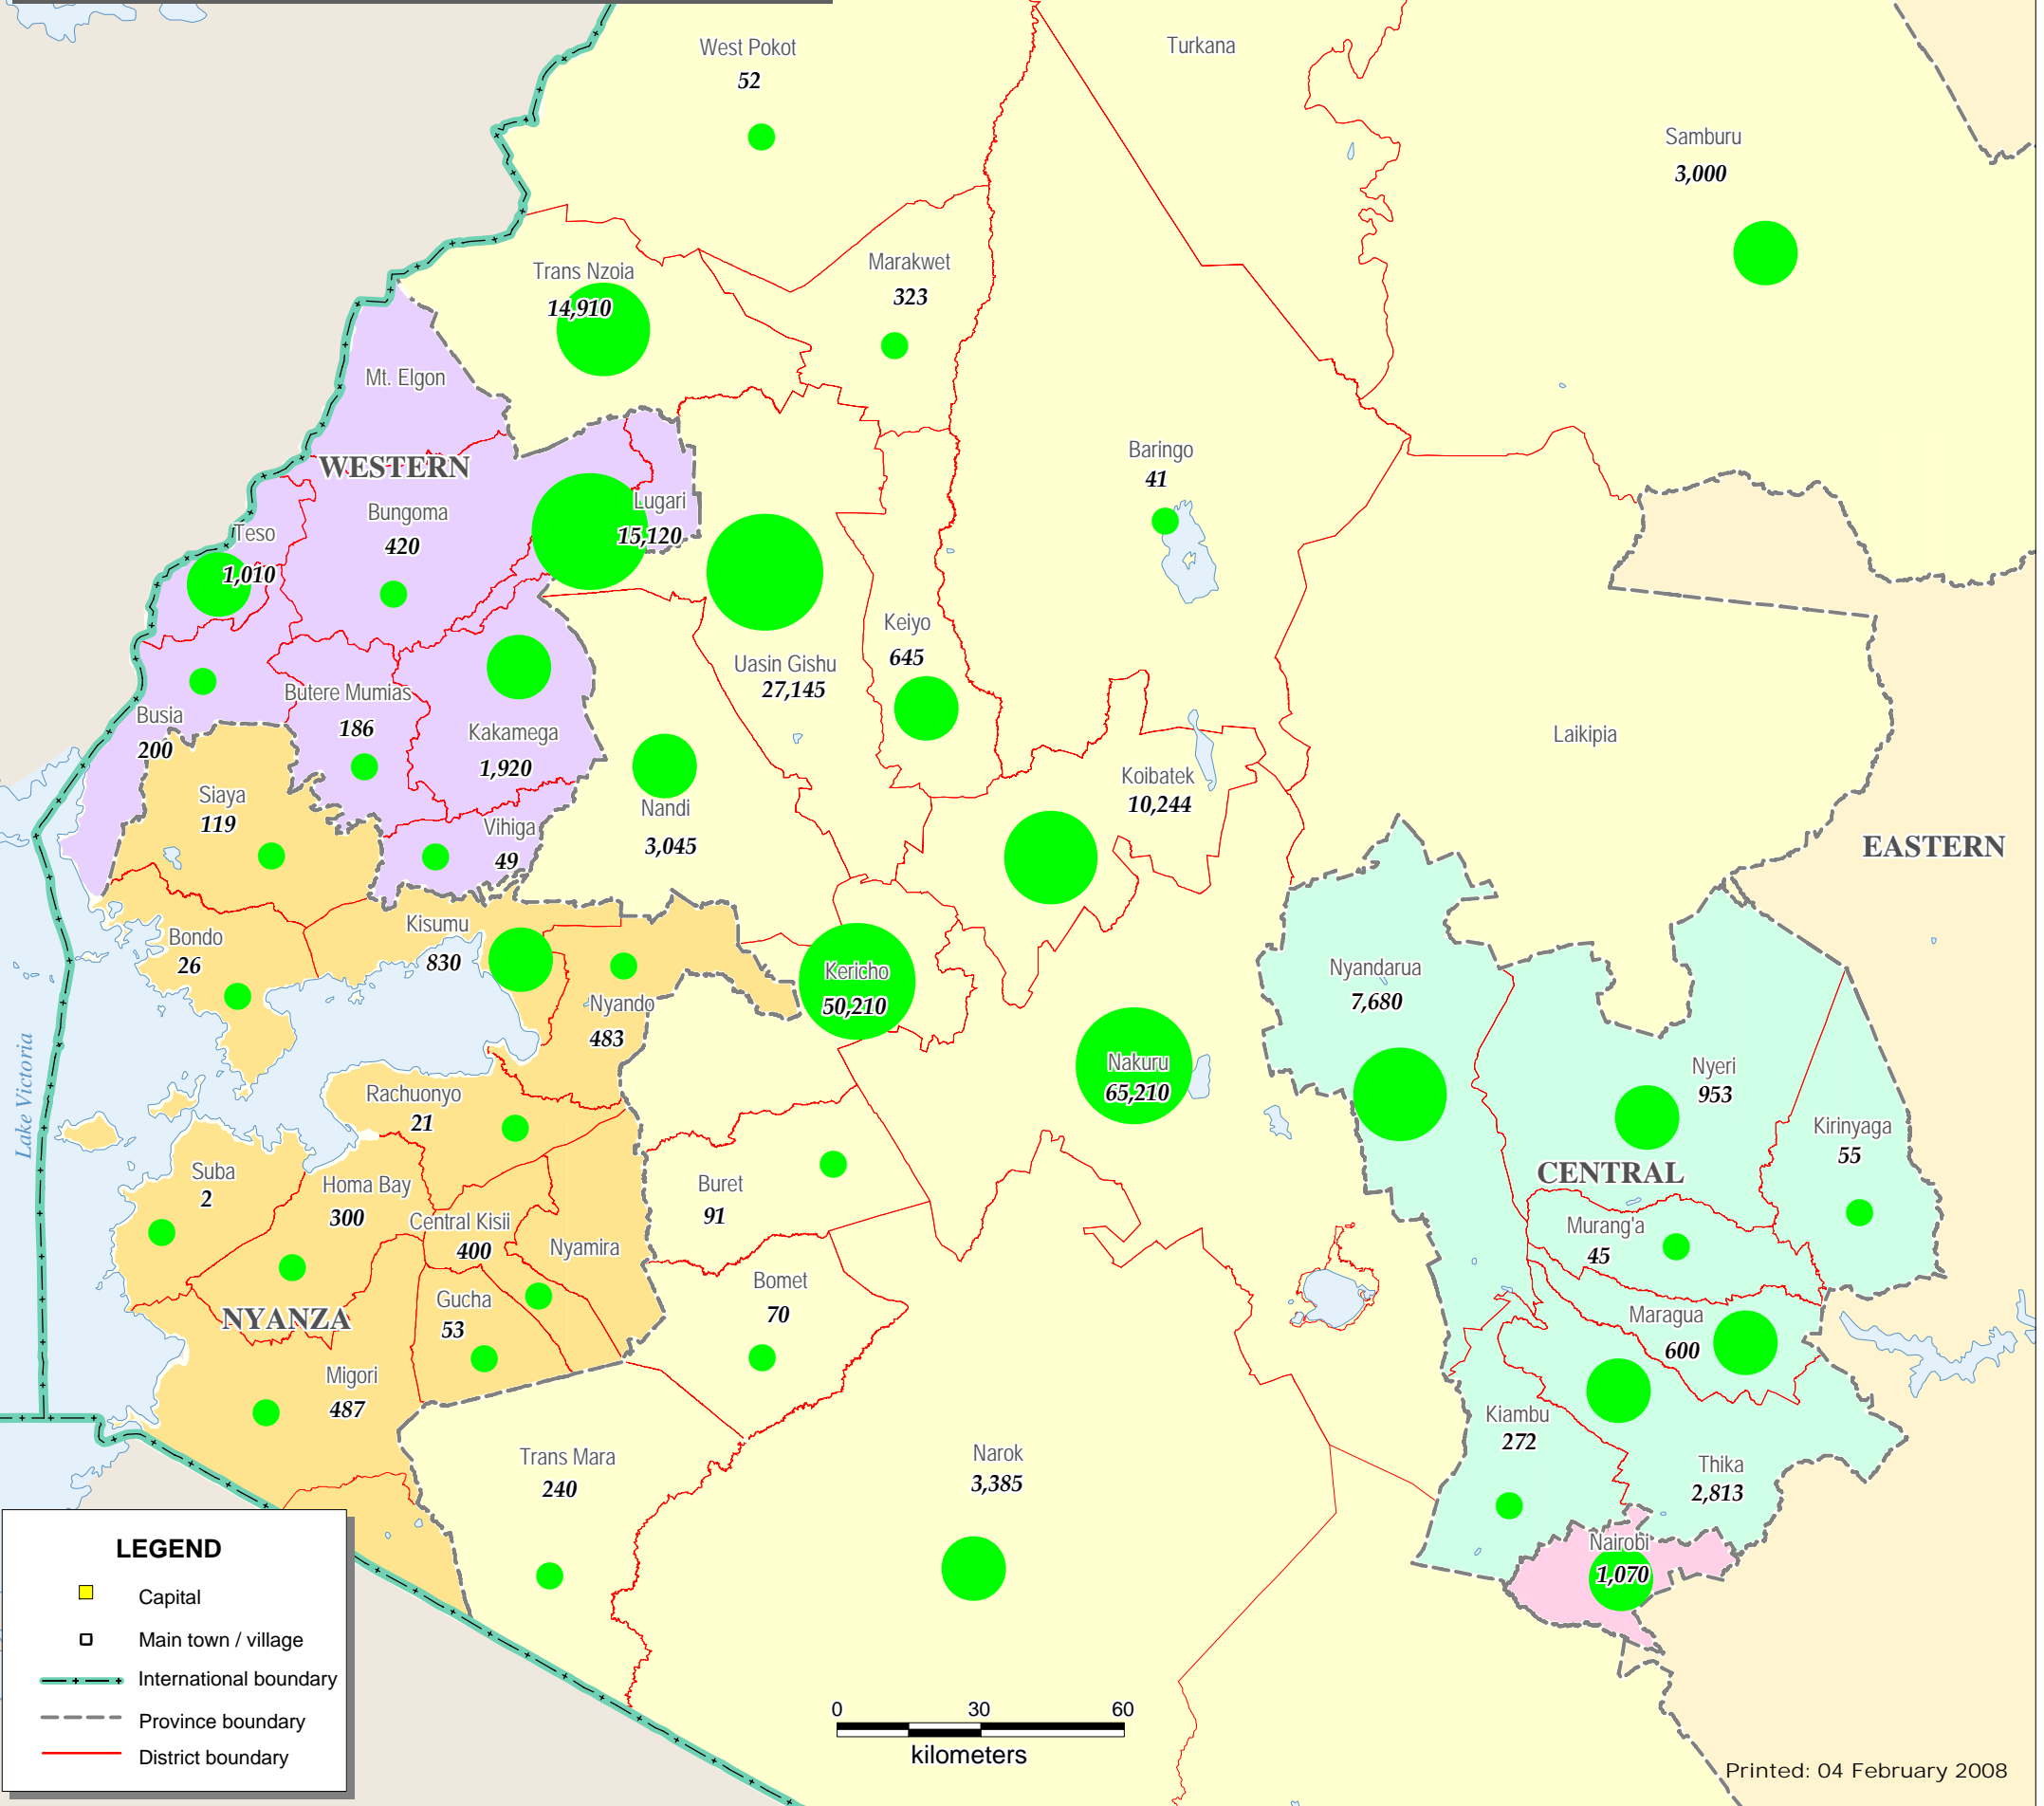 West Pokot
52
Turkana
Samburu
3,000
Trans Nzoia
14,910
Marakwet
323
Mt. Elgon
WESTERN
Lugari
15,120
Bungoma
420
Teso
1,010
Baringo
41
Keiyo
645
Uasin Gishu
27,145
Butere Mumias
186
Busia
200
Kakamega
1,920
Laikipia
Koibatek
10,244
Siaya
119
Nandi
3,045
Vihiga
49
EASTERN
Kisumu
830
Bondo
26
Kericho
50,210
Nyandarua
7,680
Nyando
483
Lake Victoria
Nakuru
65,210
Nyeri
953
Rachuonyo
21
Kirinyaga
55
CENTRAL
Suba
2
Homa Bay
300
Buret
91
Central Kisii
400
Nyamira
Murang'a
45
Bomet
70
Gucha
53
NYANZA
Maragua
600
Migori
487
Kiambu
272
Trans Mara
240
Narok
3,385
Thika
2,813
Nairobi
1,070
LEGEND
Capital
Main town / village
International boundary
Province boundary
District boundary
0 30 60
kilometers
Printed: 04 February 2008